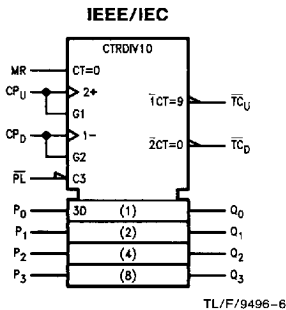 IEEE/IEC
CTRDIV10
MR CT=0
CPU 2+
G1 1CT=9 TCU
CPD 1−
G2 2CT=0 TCD
PL C3
P0 3D (1) Q0
P1 (2) Q1
P2 (4) Q2
P3 (8) Q3
TL/F/9496-6